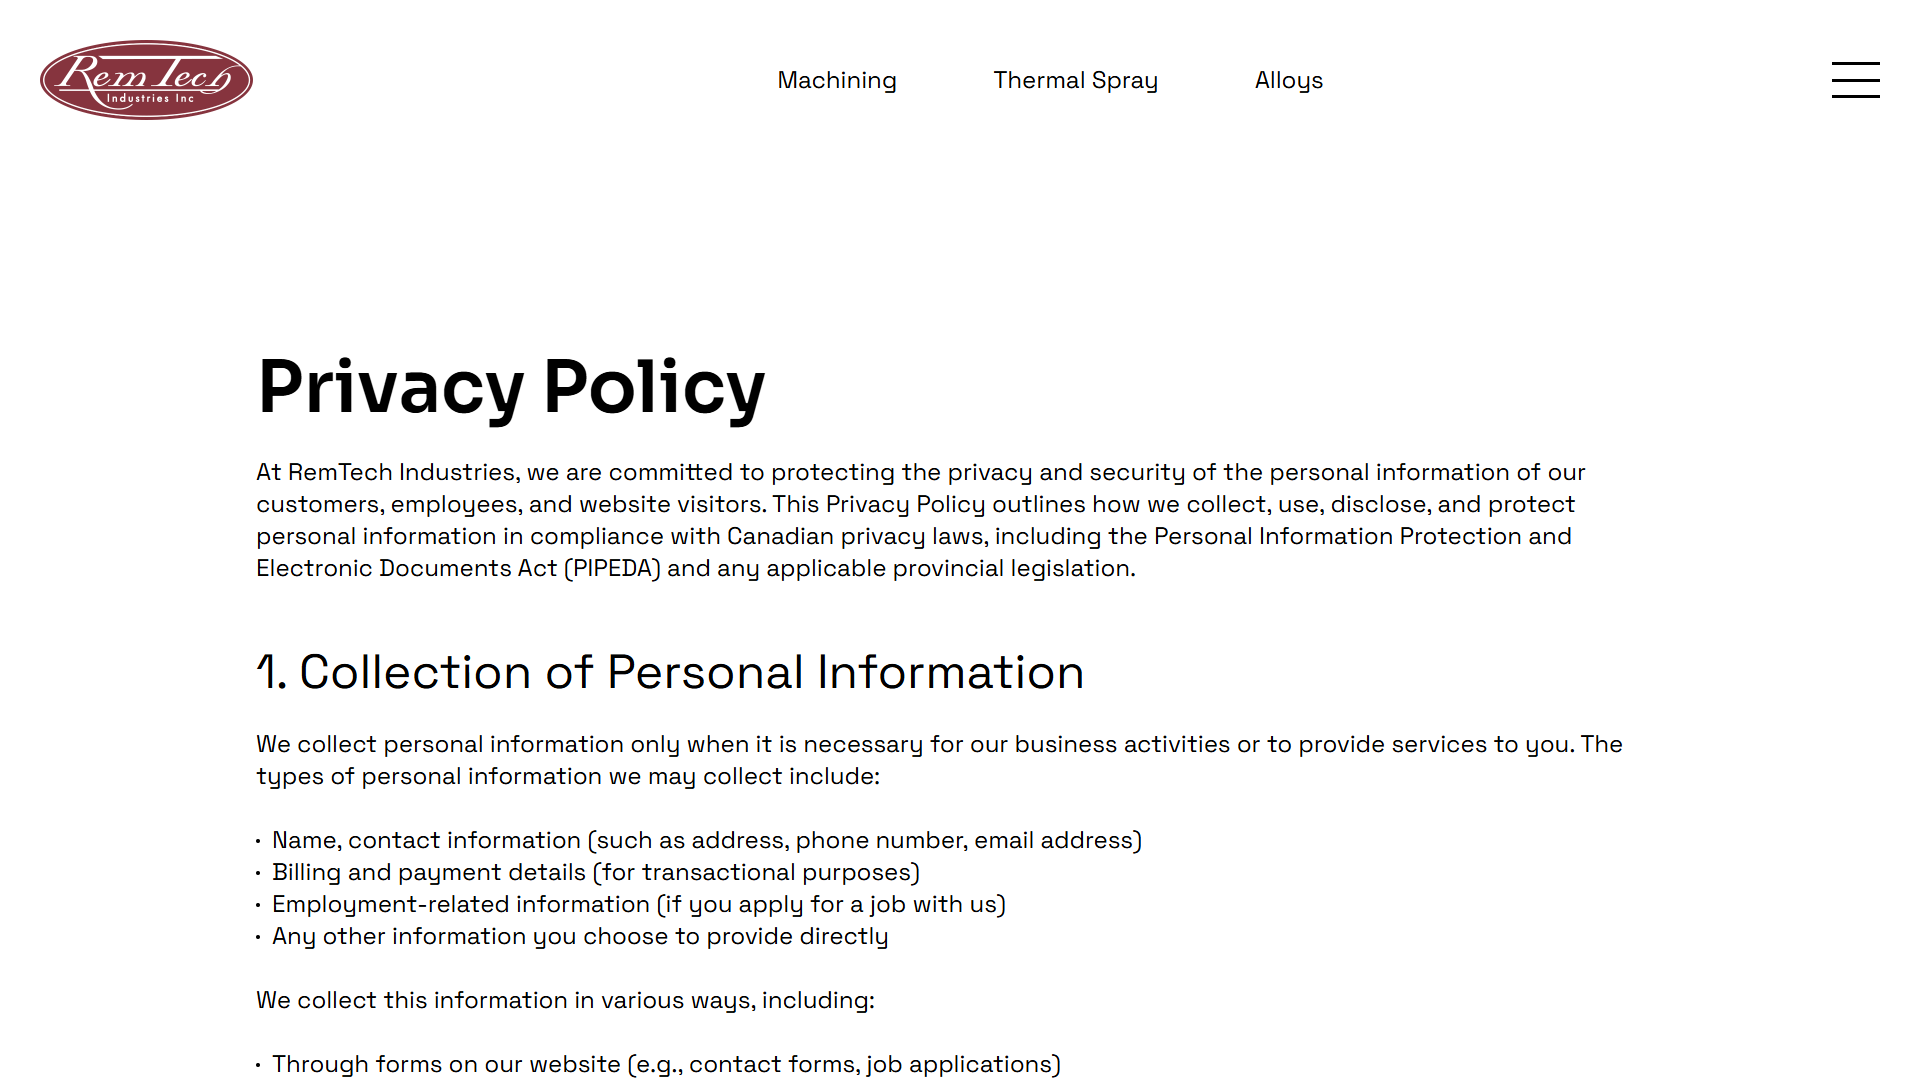 Rem Tech
Industries Inc
Machining
Thermal Spray
Alloys
Privacy Policy
At RemTech Industries, we are committed to protecting the privacy and security of the personal information of our
customers, employees, and website visitors. This Privacy Policy outlines how we collect, use, disclose, and protect
personal information in compliance with Canadian privacy laws, including the Personal Information Protection and
Electronic Documents Act (PIPEDA) and any applicable provincial legislation.
1. Collection of Personal Information
We collect personal information only when it is necessary for our business activities or to provide services to you. The
types of personal information we may collect include:
· Name, contact information (such as address, phone number, email address)
· Billing and payment details (for transactional purposes)
· Employment-related information (if you apply for a job with us)
· Any other information you choose to provide directly
We collect this information in various ways, including:
· Through forms on our website (e.g., contact forms, job applications)